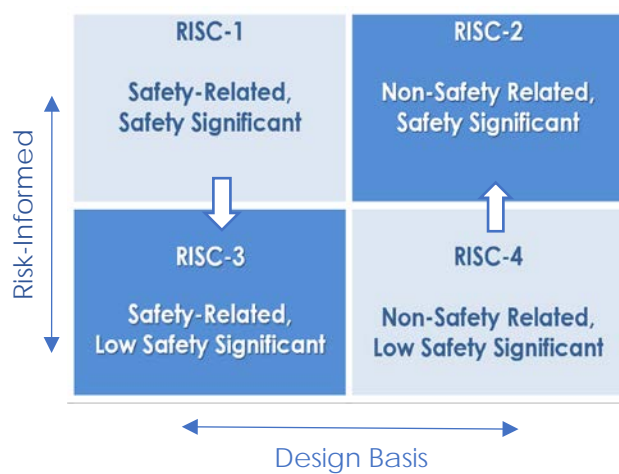 RISC-1
Safety-Related,
Safety Significant
RISC-2
Non-Safety Related,
Safety Significant
Risk-Informed
RISC-3
Safety-Related,
Low Safety Significant
RISC-4
Non-Safety Related,
Low Safety Significant
Design Basis